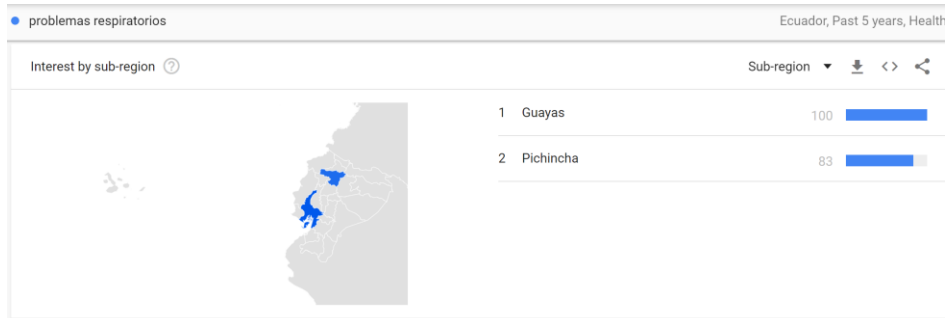 problemas respiratorios Ecuador, Past 5 years, Health
Interest by sub-region ? Sub-region
1 Guayas 100
2 Pichincha 83